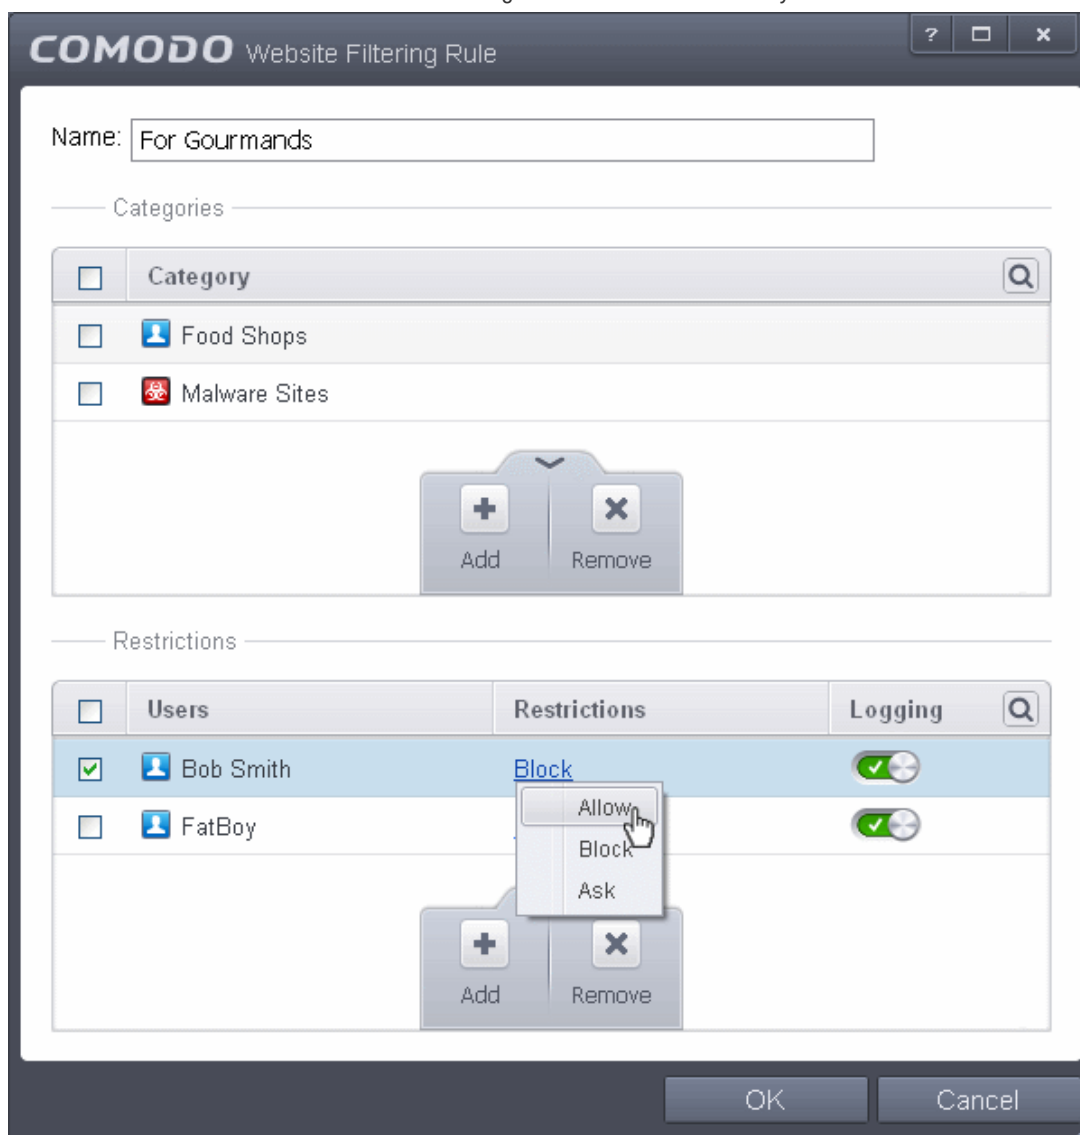 COMODO Website Filtering Rule
?
Name: For Gourmands
Categories
Category
Food Shops
Malware Sites
Add Remove
Restrictions
Users Restrictions Logging
Bob Smith Block
Allow
FatBoy
Block
Ask
Add Remove
OK Cancel